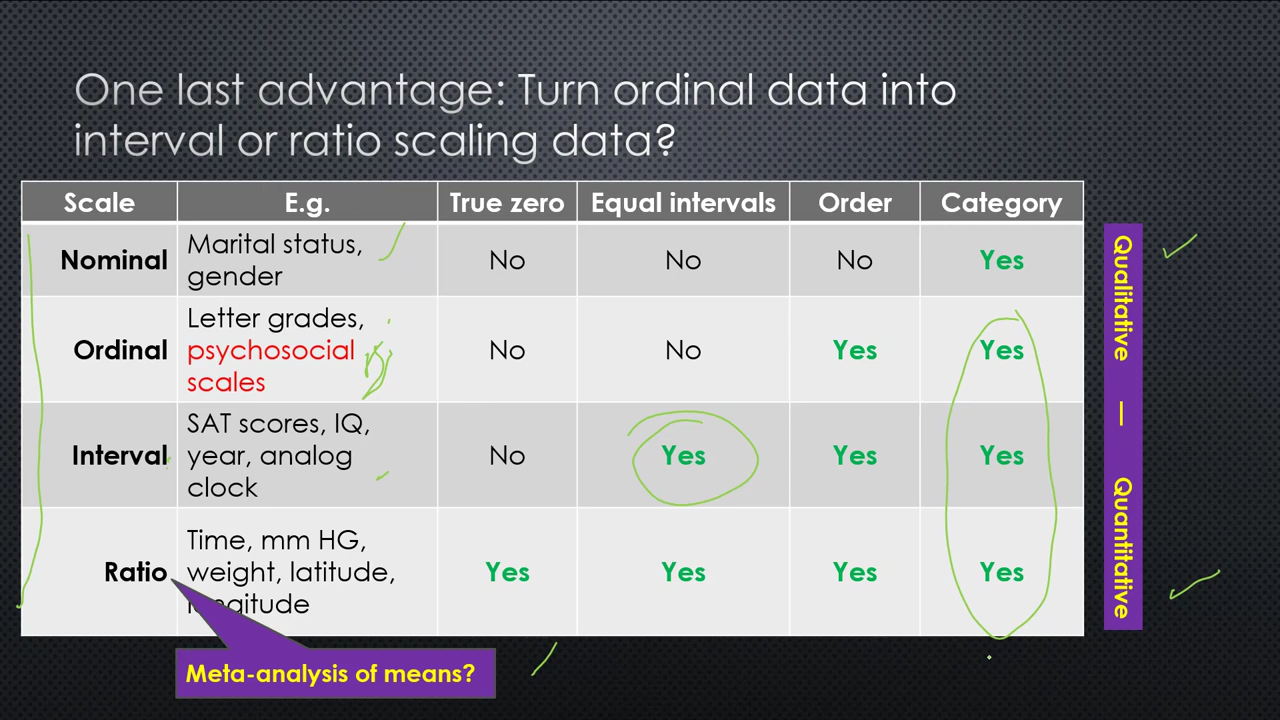 One last advantage: Turn ordinal data into
interval or ratio scaling data?
Scale E.g. True zero Equal intervals Order Category
Nominal Marital status, gender No No No Yes
Ordinal Letter grades, psychosocial scales No No Yes Yes
Interval SAT scores, IQ, year, analog clock No Yes Yes Yes
Ratio Time, mm HG, weight, latitude, longitude Yes Yes Yes Yes
Meta-analysis of means?
Qualitative — Quantitative